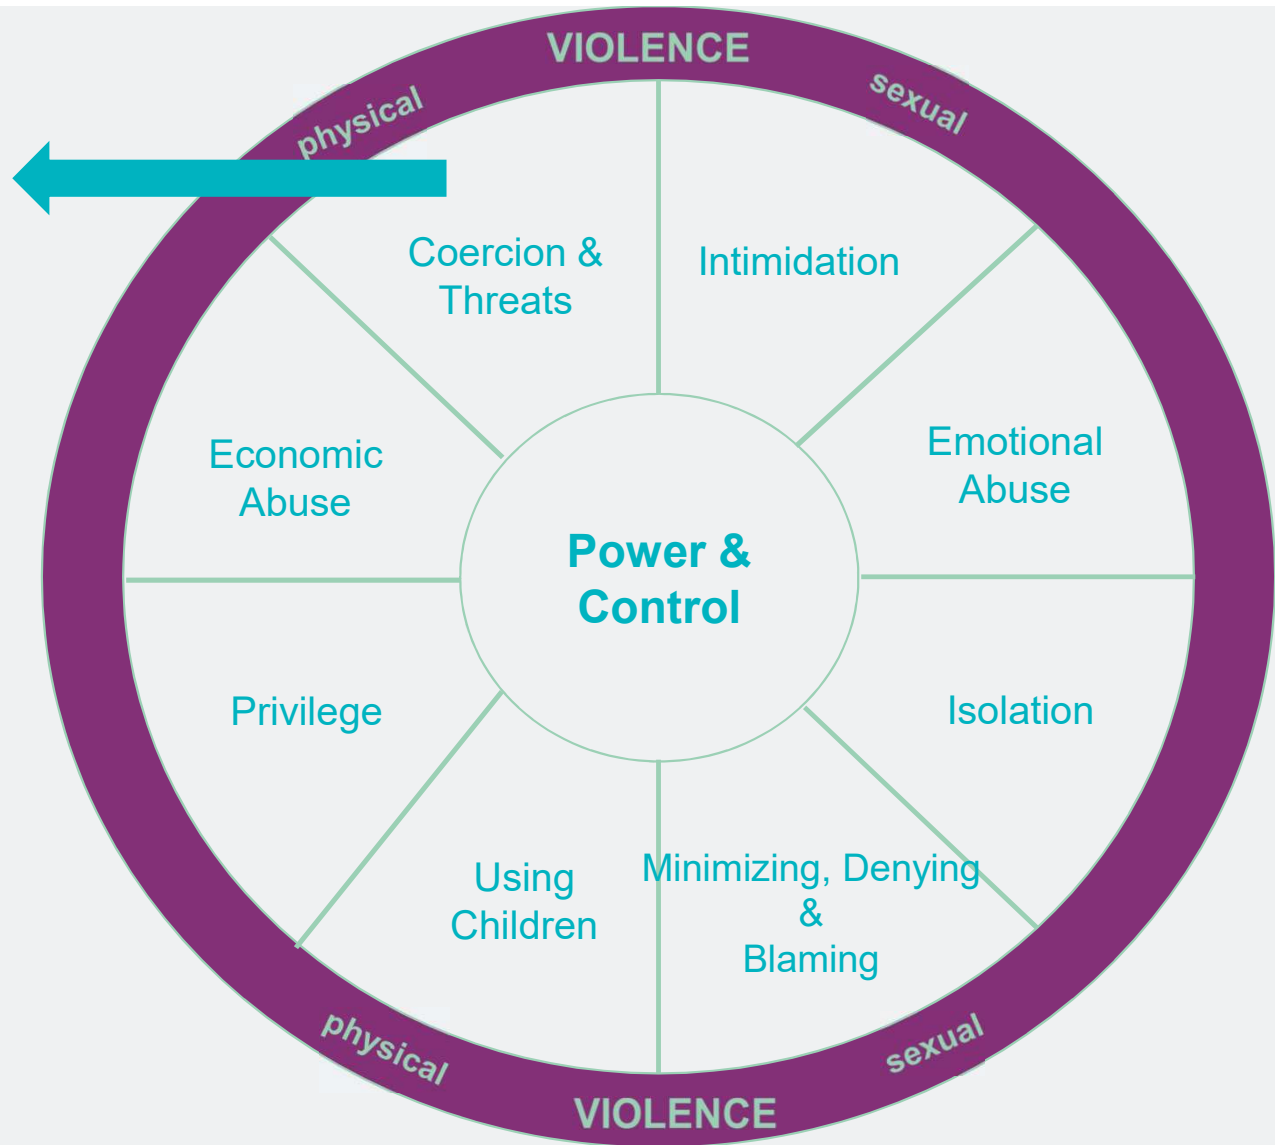 VIOLENCE
physical
sexual
Coercion &
Threats
Intimidation
Economic
Abuse
Emotional
Abuse
Power &
Control
Privilege
Isolation
Using
Children
Minimizing, Denying
&
Blaming
physical
sexual
VIOLENCE